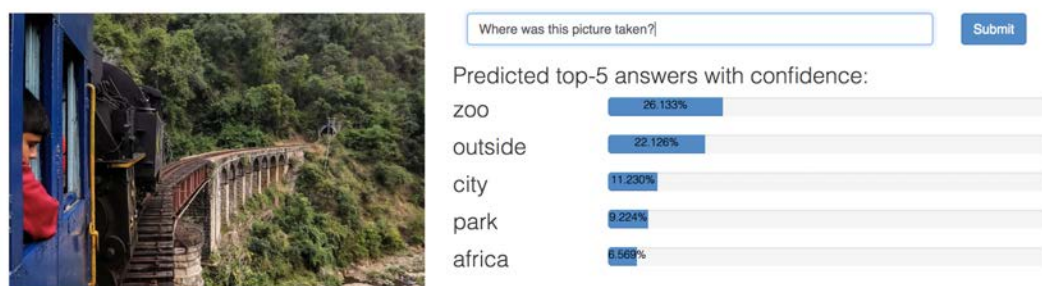 Where was this picture taken?
Submit
Predicted top-5 answers with confidence:
zoo 26.133%
outside 22.126%
city 11.230%
park 9.224%
africa 6.569%